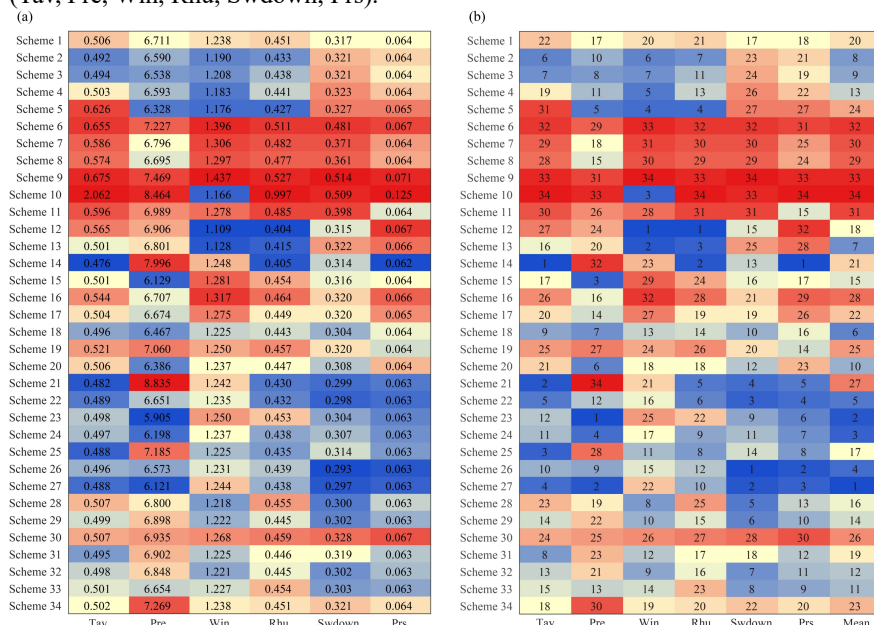 (Tav, Pre, Win, Rhu, Swdown, Prs).
(a)
Scheme 1 0.506 6.711 1.238 0.451 0.317 0.064
Scheme 2 0.492 6.590 1.190 0.433 0.321 0.064
Scheme 3 0.494 6.538 1.208 0.438 0.321 0.064
Scheme 4 0.503 6.593 1.183 0.441 0.323 0.064
Scheme 5 0.626 6.328 1.176 0.427 0.327 0.065
Scheme 6 0.655 7.227 1.396 0.511 0.481 0.067
Scheme 7 0.586 6.796 1.306 0.482 0.371 0.064
Scheme 8 0.574 6.695 1.297 0.477 0.361 0.064
Scheme 9 0.675 7.469 1.437 0.527 0.514 0.071
Scheme 10 2.062 8.464 1.166 0.997 0.509 0.125
Scheme 11 0.596 6.989 1.278 0.485 0.398 0.064
Scheme 12 0.565 6.906 1.109 0.404 0.315 0.067
Scheme 13 0.501 6.801 1.128 0.415 0.322 0.066
Scheme 14 0.476 7.996 1.248 0.405 0.314 0.062
Scheme 15 0.501 6.129 1.281 0.454 0.316 0.064
Scheme 16 0.544 6.707 1.317 0.464 0.320 0.066
Scheme 17 0.504 6.674 1.275 0.449 0.320 0.065
Scheme 18 0.496 6.467 1.225 0.443 0.304 0.064
Scheme 19 0.521 7.060 1.250 0.457 0.320 0.064
Scheme 20 0.506 6.386 1.237 0.447 0.308 0.064
Scheme 21 0.482 8.835 1.242 0.430 0.299 0.063
Scheme 22 0.489 6.651 1.235 0.432 0.298 0.063
Scheme 23 0.498 5.905 1.250 0.453 0.304 0.063
Scheme 24 0.497 6.198 1.237 0.438 0.307 0.063
Scheme 25 0.488 7.185 1.225 0.435 0.314 0.063
Scheme 26 0.496 6.573 1.231 0.439 0.293 0.063
Scheme 27 0.488 6.121 1.244 0.438 0.297 0.063
Scheme 28 0.507 6.800 1.218 0.455 0.300 0.063
Scheme 29 0.499 6.898 1.222 0.445 0.302 0.063
Scheme 30 0.507 6.935 1.268 0.459 0.328 0.067
Scheme 31 0.495 6.902 1.225 0.446 0.319 0.063
Scheme 32 0.498 6.848 1.221 0.445 0.302 0.063
Scheme 33 0.501 6.654 1.227 0.454 0.303 0.063
Scheme 34 0.502 7.269 1.238 0.451 0.321 0.064
Tav Pre Win Rhu Swdown Prs
(b)
Scheme 1 22 17 20 21 17 18 20
Scheme 2 6 10 6 7 23 21 8
Scheme 3 7 8 7 11 24 19 9
Scheme 4 19 11 5 13 26 22 13
Scheme 5 31 5 4 4 27 27 24
Scheme 6 32 29 33 32 32 31 32
Scheme 7 29 18 31 30 30 25 30
Scheme 8 28 15 30 29 29 24 29
Scheme 9 33 31 34 33 34 33 33
Scheme 10 34 33 3 34 33 34 34
Scheme 11 30 26 28 31 31 15 31
Scheme 12 27 24 1 1 15 32 18
Scheme 13 16 20 2 3 25 28 7
Scheme 14 1 32 23 2 13 1 21
Scheme 15 17 3 29 24 16 17 15
Scheme 16 26 16 32 28 21 29 28
Scheme 17 20 14 27 19 19 26 22
Scheme 18 9 7 13 14 10 16 6
Scheme 19 25 27 24 26 20 14 25
Scheme 20 21 6 18 18 12 23 10
Scheme 21 2 34 21 5 4 5 27
Scheme 22 5 12 16 6 3 4 5
Scheme 23 12 1 25 22 9 6 2
Scheme 24 11 4 17 9 11 7 3
Scheme 25 3 28 11 8 14 8 17
Scheme 26 10 9 15 12 1 2 4
Scheme 27 4 2 22 10 2 3 1
Scheme 28 23 19 8 25 5 13 16
Scheme 29 14 22 10 15 6 10 14
Scheme 30 24 25 26 27 28 30 26
Scheme 31 8 23 12 17 18 12 19
Scheme 32 13 21 9 16 7 11 12
Scheme 33 15 13 14 23 8 9 11
Scheme 34 18 30 19 20 22 20 23
Tav Pre Win Rhu Swdown Prs Mean